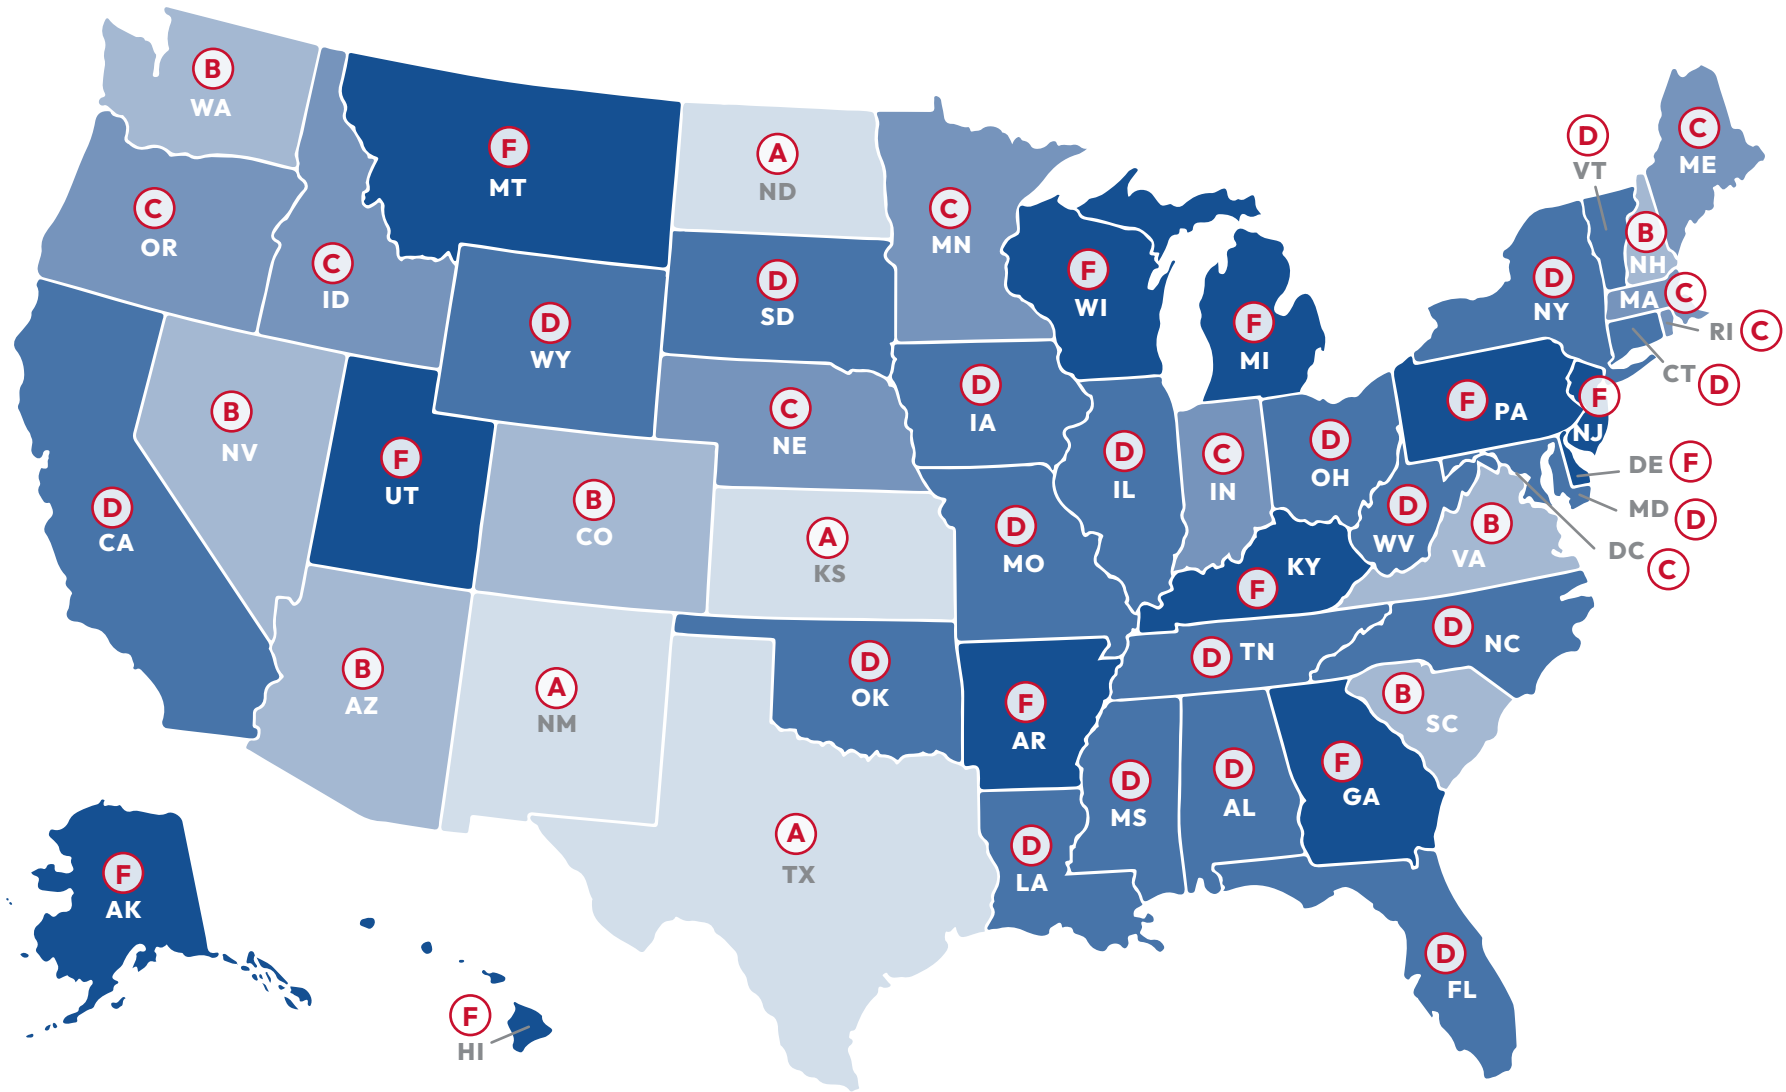 B
WA
F
MT
A
ND
C
ME
D
VT
C
OR
C
MN
B
NH
C
ID
F
WI
D
SD
D
NY
MA C
D
WY
F
MI
RI C
CT D
D
IA
C
NE
F PA
F
NJ
B
NV
F
UT
D
IL
C
IN
D
OH
DE F
D
CA
B
CO
A
KS
D
MO
D
WV
B
VA
MD D
DC C
KY
F
D TN
D NC
B
AZ
A
NM
D
OK
F
AR
B
SC
D
MS
D
AL
F
GA
A
TX
D
LA
F
AK
D
FL
F
HI